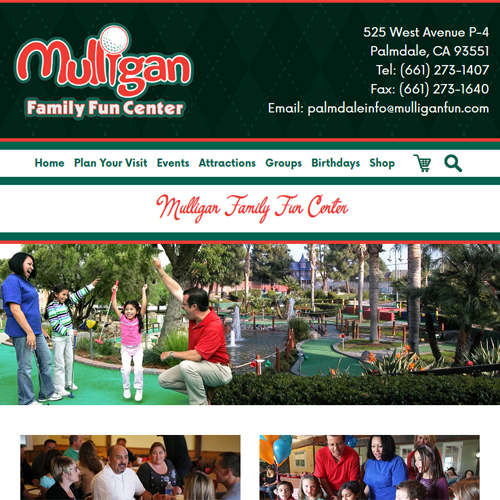 Mulligan
Family Fun Center
525 West Avenue P-4
Palmdale, CA 93551
Tel: (661) 273-1407
Fax: (661) 273-1640
Email: palmdaleinfo@mulliganfun.com
Home Plan Your Visit Events Attractions Groups Birthdays Shop
Mulligan Family Fun Center